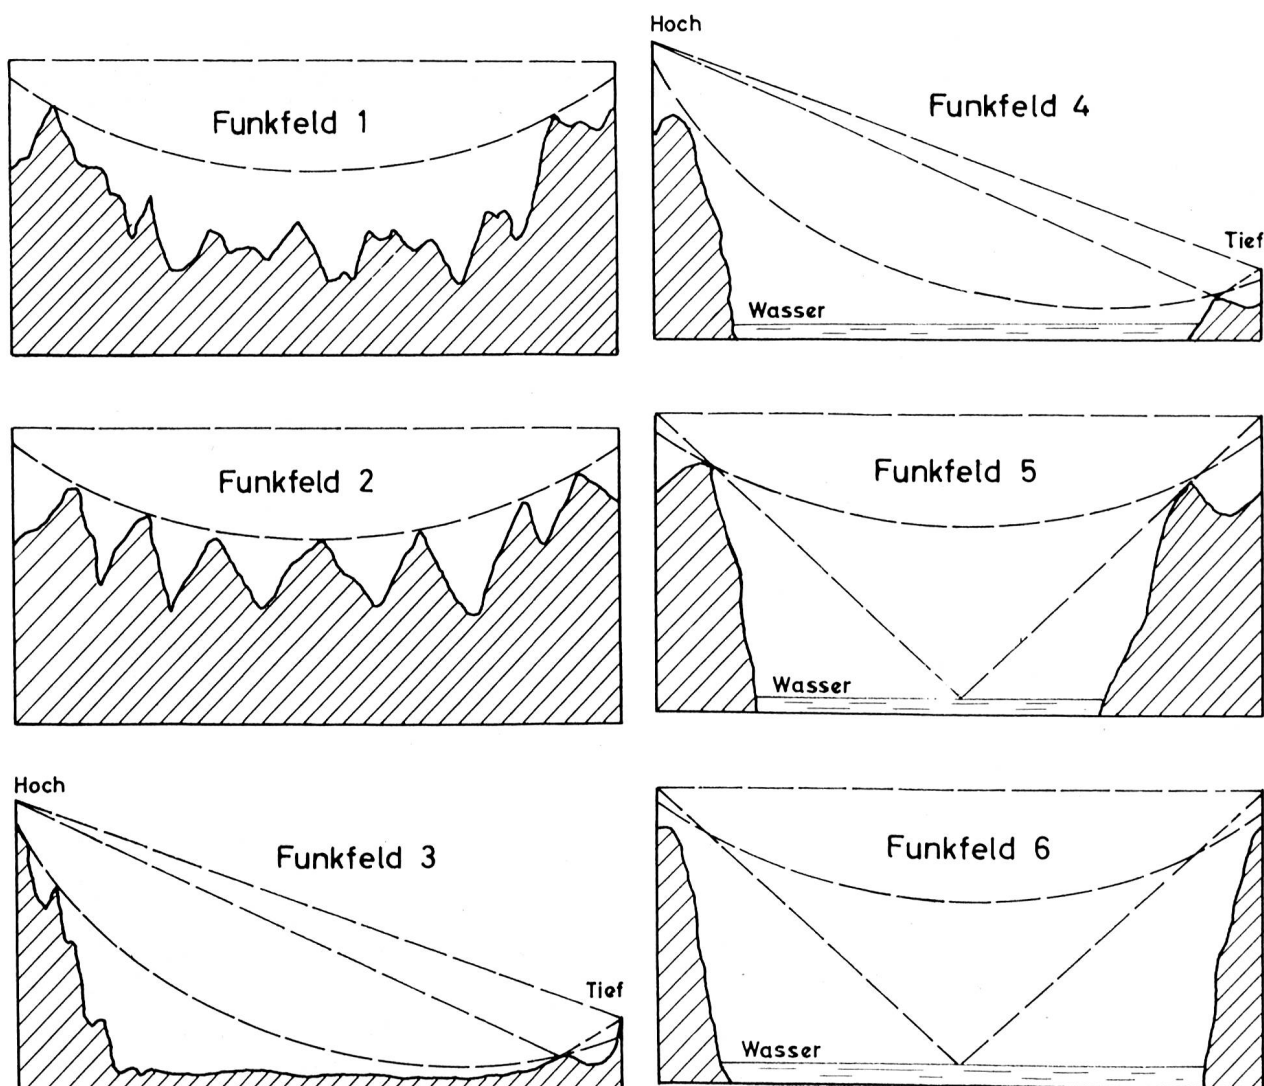 Funkfeld 1
Hoch
Funkfeld 4
Tief
Wasser
Funkfeld 2
Funkfeld 5
Wasser
Hoch
Funkfeld 3
Tief
Funkfeld 6
Wasser